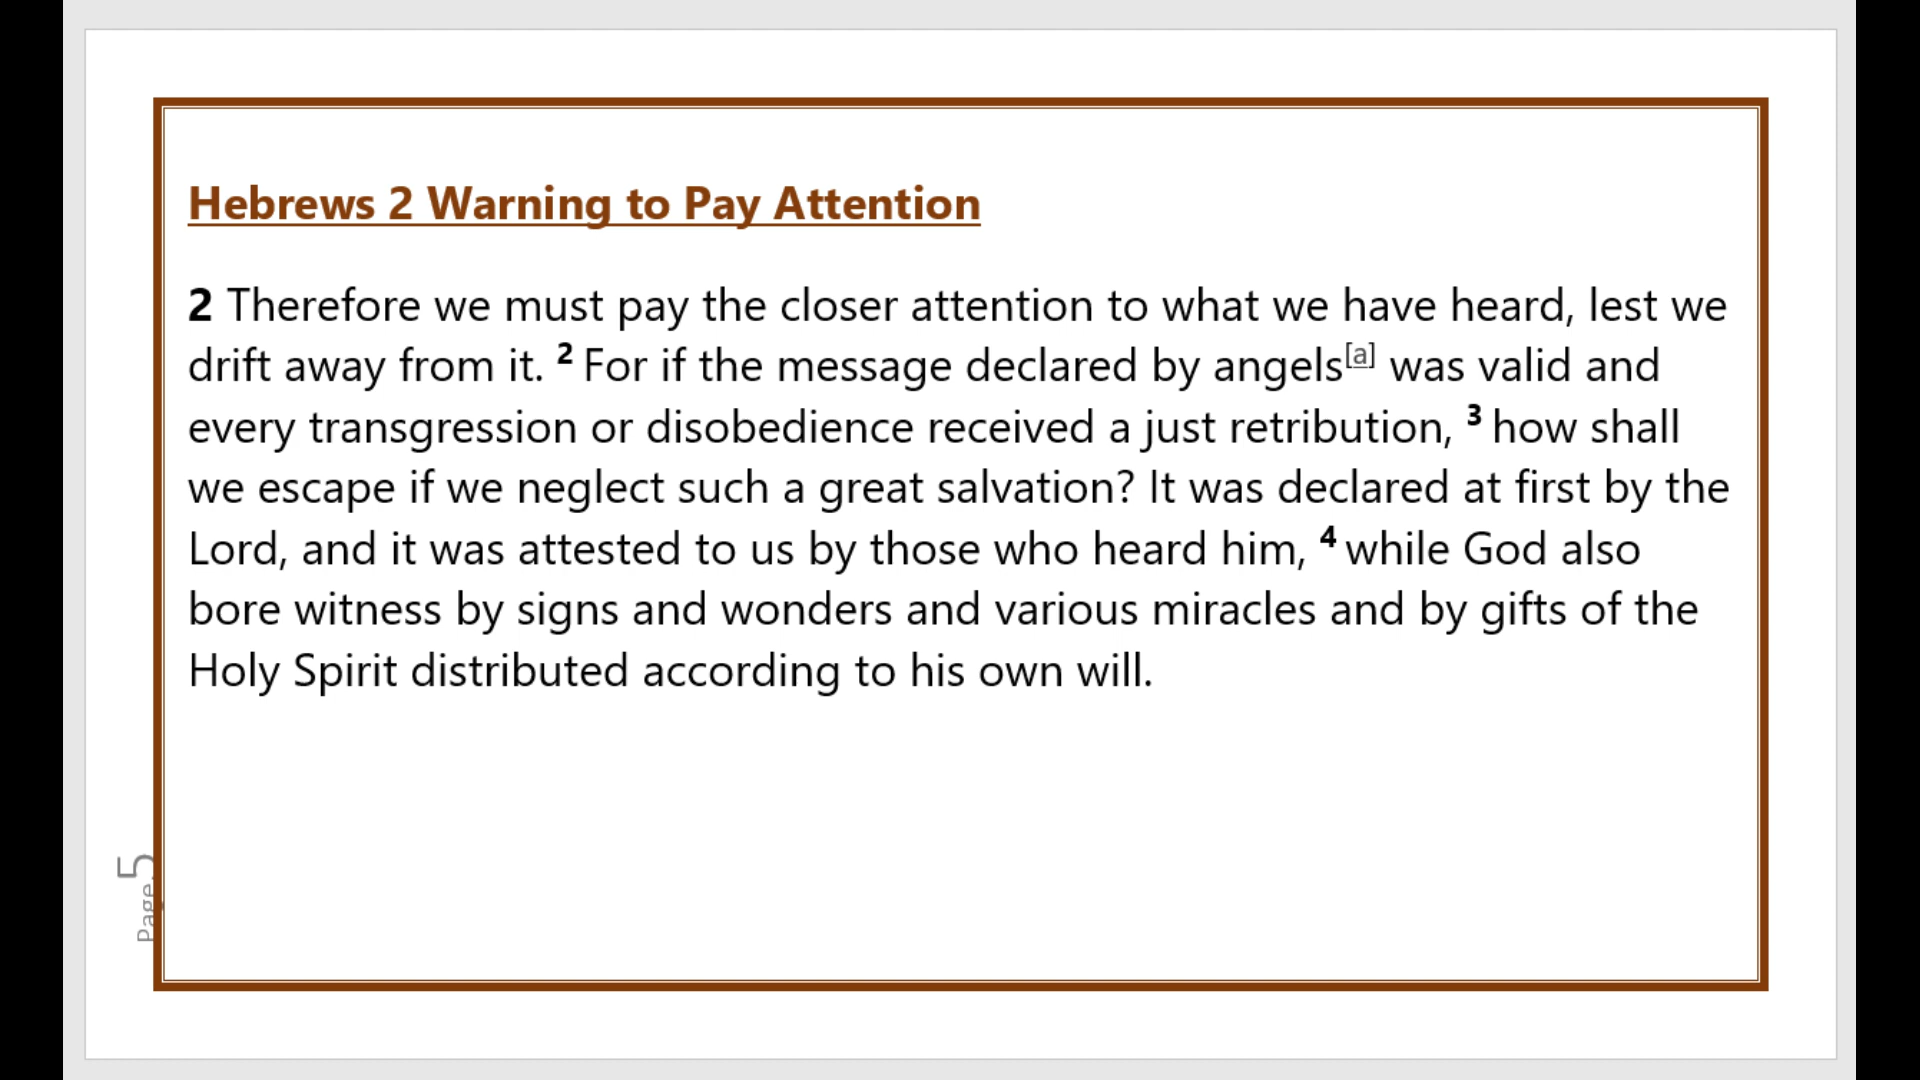 Hebrews 2 Warning to Pay Attention
2 Therefore we must pay the closer attention to what we have heard, lest we
drift away from it. 2 For if the message declared by angels[a] was valid and
every transgression or disobedience received a just retribution, 3 how shall
we escape if we neglect such a great salvation? It was declared at first by the
Lord, and it was attested to us by those who heard him, 4 while God also
bore witness by signs and wonders and various miracles and by gifts of the
Holy Spirit distributed according to his own will.
Page 5